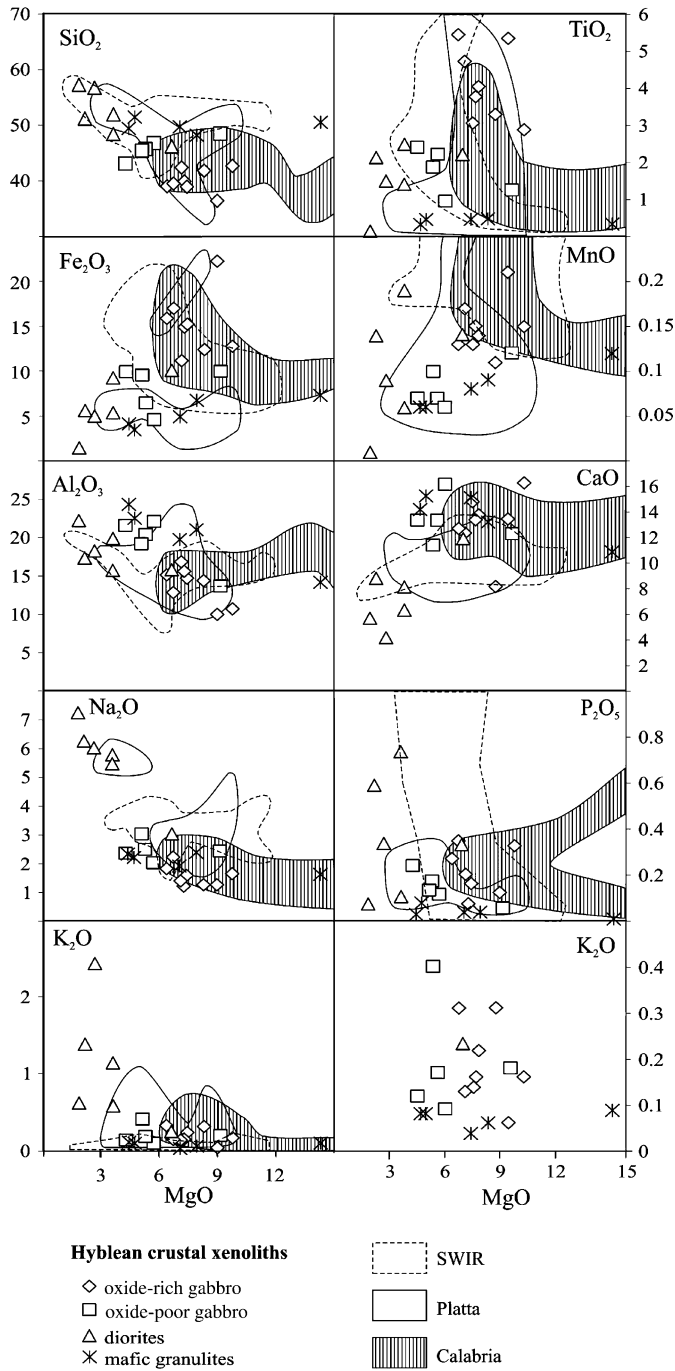 70
60
50
40
SiO2
TiO2
6
5
4
3
2
1
20
15
10
5
Fe2O3
MnO
0.2
0.15
0.1
0.05
25
20
15
10
5
0
Al2O3
CaO
16
14
12
10
8
6
4
2
0
7
6
5
4
3
2
1
Na2O
P2O5
0.8
0.6
0.4
0.2
K2O
2
1
0
K2O
0.4
0.3
0.2
0.1
0
3 6 9 12
3 6 9 12 15
MgO
MgO
Hyblean crustal xenoliths
oxide-rich gabbro
oxide-poor gabbro
diorites
mafic granulites
SWIR
Platta
Calabria